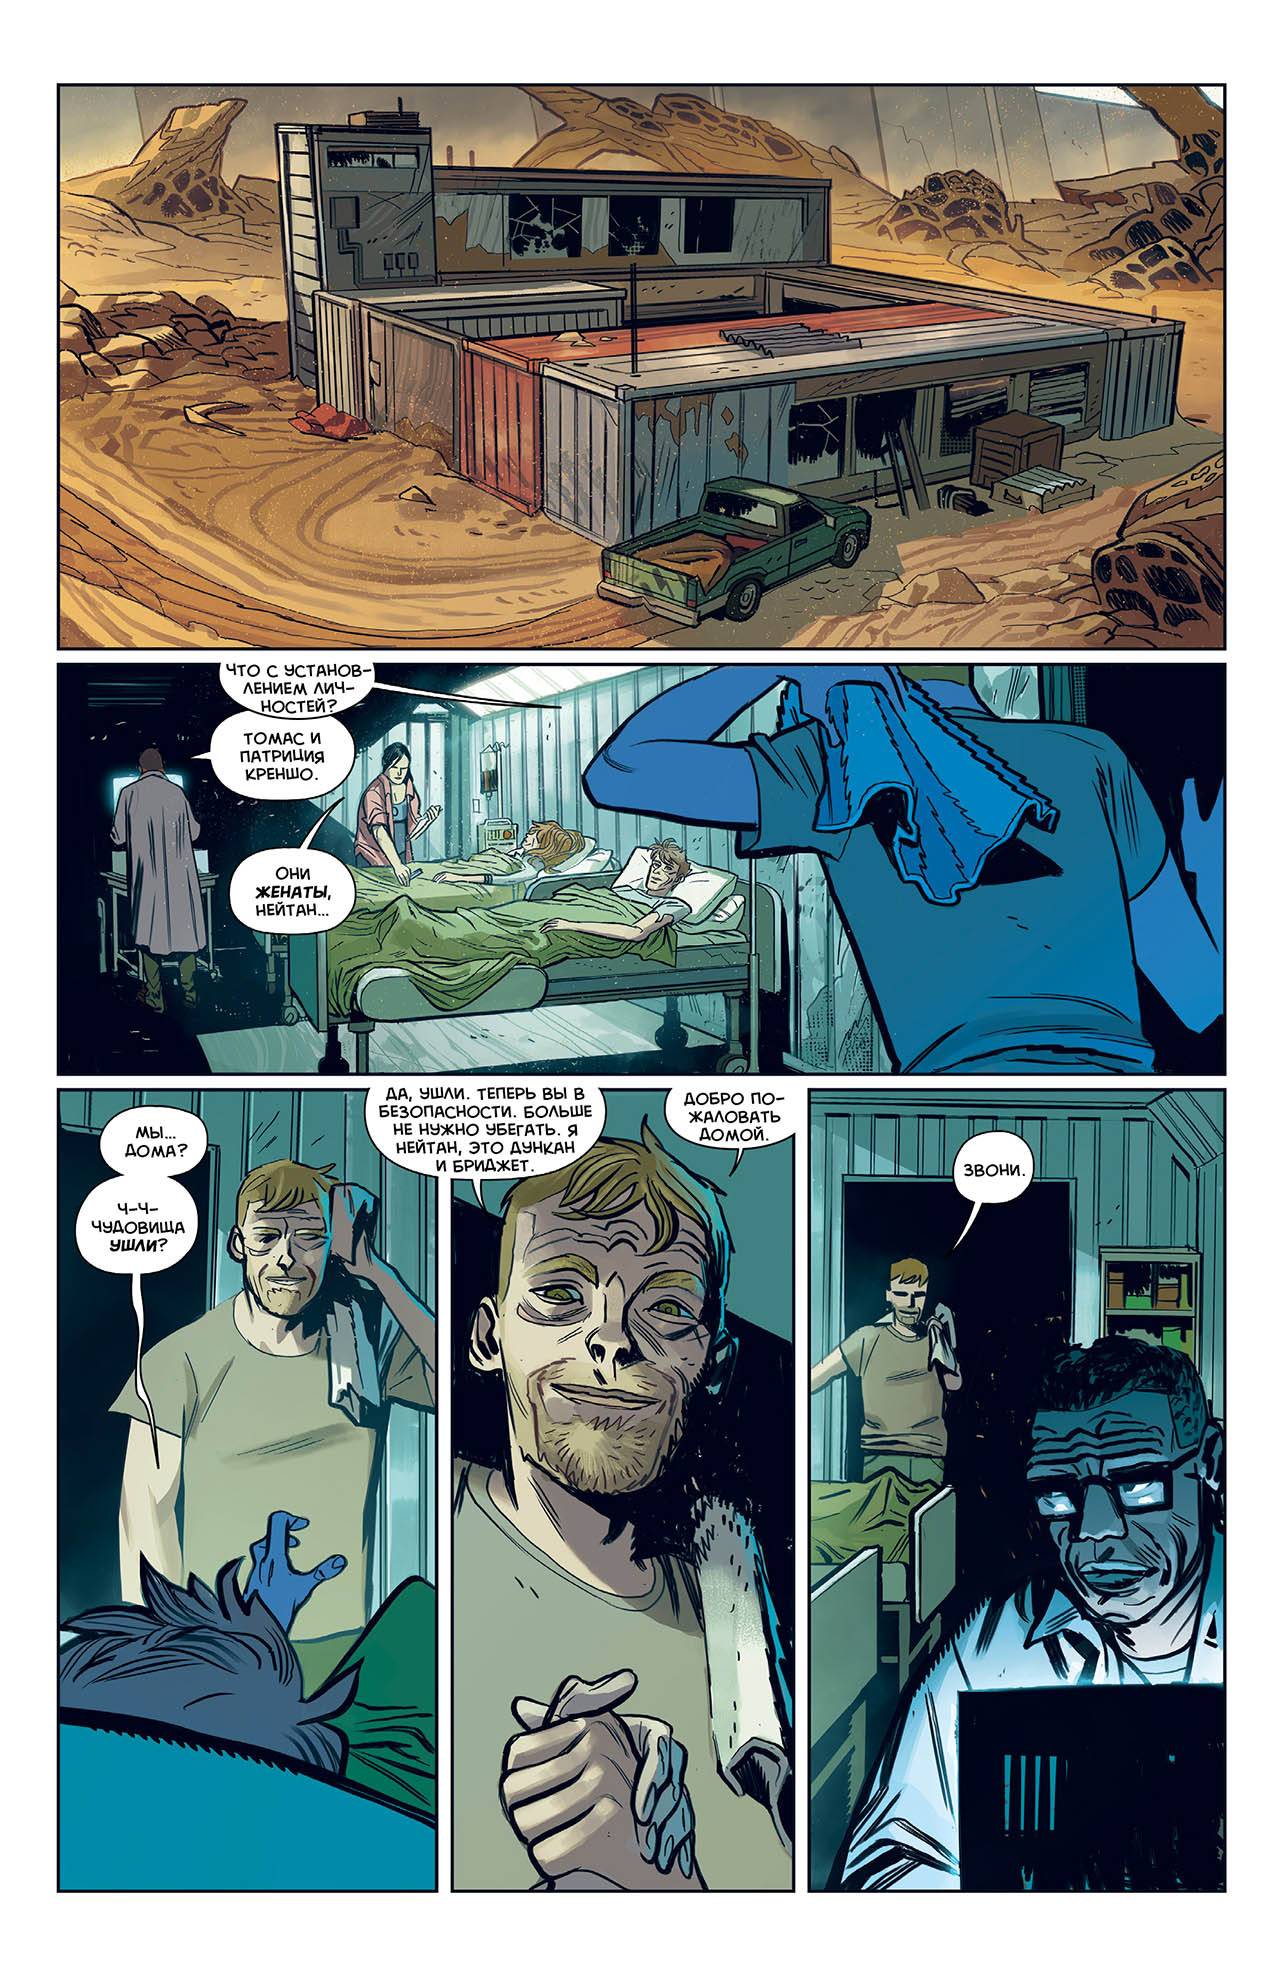 ЧТО С УСТАНОВ-
ЛЕНИЕМ ЛИЧ-
НОСТЕЙ?
ТОМАС И
ПАТРИЦИЯ
КРЕНШО.
ОНИ
ЖЕНАТЫ,
НЕЙТАН...
МЫ...
ДОМА?
Ч-Ч-
ЧУДОВИЩА
УШЛИ?
ДА, УШЛИ. ТЕПЕРЬ ВЫ В
БЕЗОПАСНОСТИ. БОЛЬШЕ
НЕ НУЖНО УБЕГАТЬ. Я
НЕЙТАН, ЭТО ДУНКАН
И БРИДЖЕТ.
ДОБРО ПО-
ЖАЛОВАТЬ
ДОМОЙ.
ЗВОНИ.